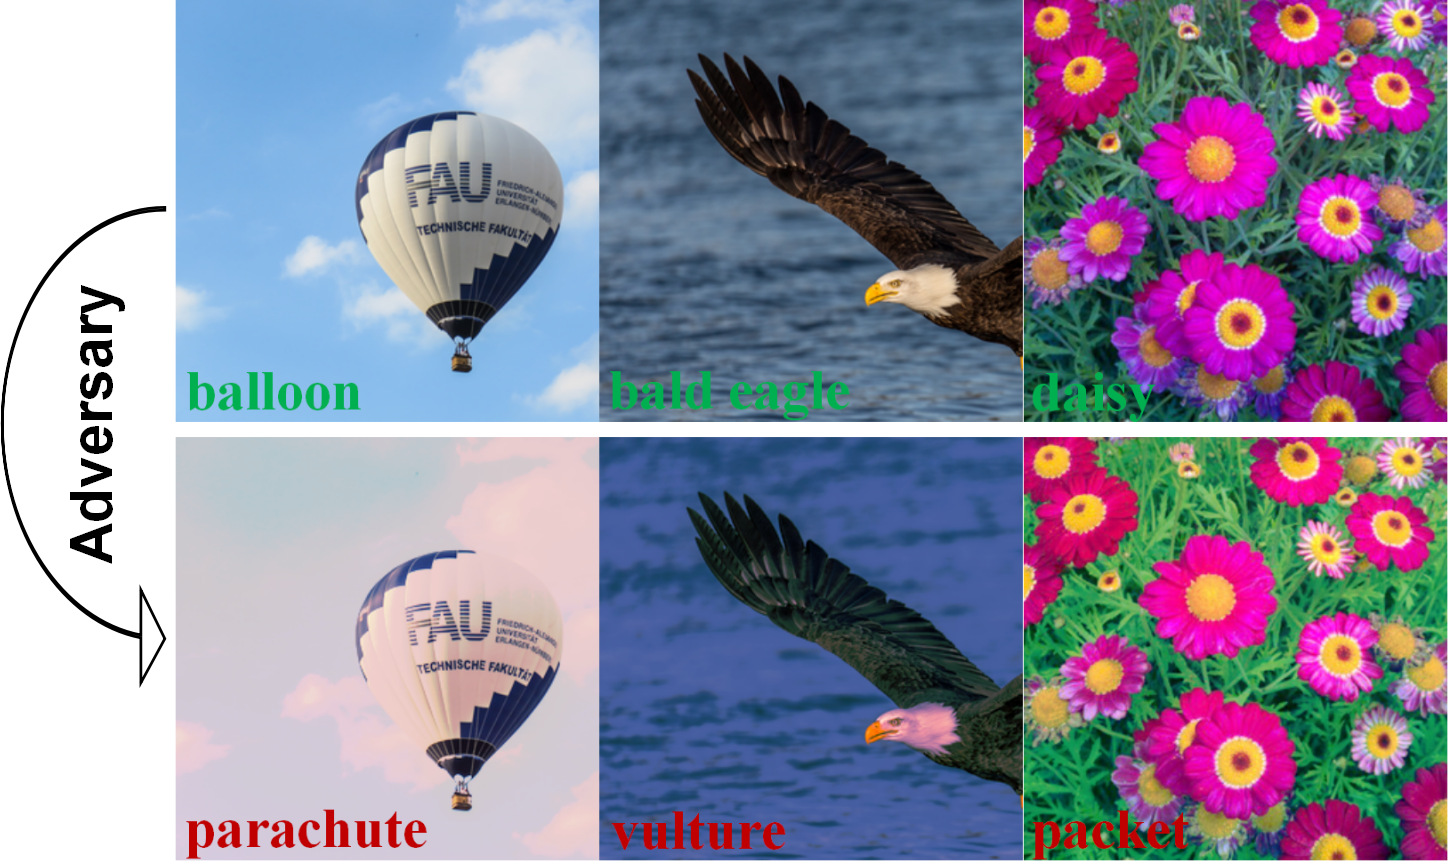 Adversary
FAU
FRIEDRICH-ALEXANDER
UNIVERSITÄT
ERLANGEN-NÜRNBERG
TECHNISCHE FAKULTÄT
balloon
bald eagle
daisy
FAU
FRIEDRICH-ALEXANDER
UNIVERSITÄT
ERLANGEN-NÜRNBERG
TECHNISCHE FAKULTÄT
parachute
vulture
packet